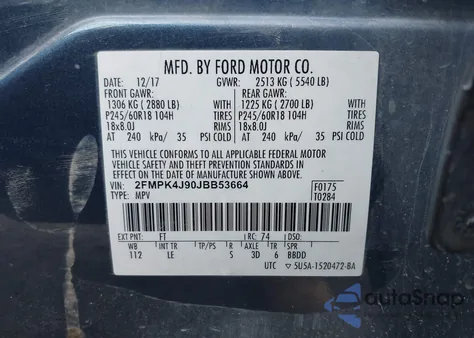 MFD. BY FORD MOTOR CO.
DATE: 12/17 GVWR: 2513 KG ( 5540 LB)
FRONT GAWR: REAR GAWR:
1306 KG ( 2880 LB) WITH 1225 KG ( 2700 LB) WITH
P245/60R18 104H TIRES P245/60R18 104H TIRES
18x8.0J RIMS 18x8.0J RIMS
AT 240 kPa/ 35 PSI COLD AT 240 kPa/ 35 PSI COLD
THIS VEHICLE CONFORMS TO ALL APPLICABLE FEDERAL MOTOR
VEHICLE SAFETY, BUMPER, AND THEFT PREVENTION STANDARDS IN
EFFECT ON THE DATE OF MANUFACTURE SHOWN ABOVE.
VIN: 2FMPK4J90JBB53664 F0175
TYPE: MPV T0284
EXT PNT: FT RC: 74 DSO:
WB INT TR TP/PS R AXLE TR SPR
112 LE S 3D 6 BBDD
UTC 5U5A-1520472-BA
autoSnap